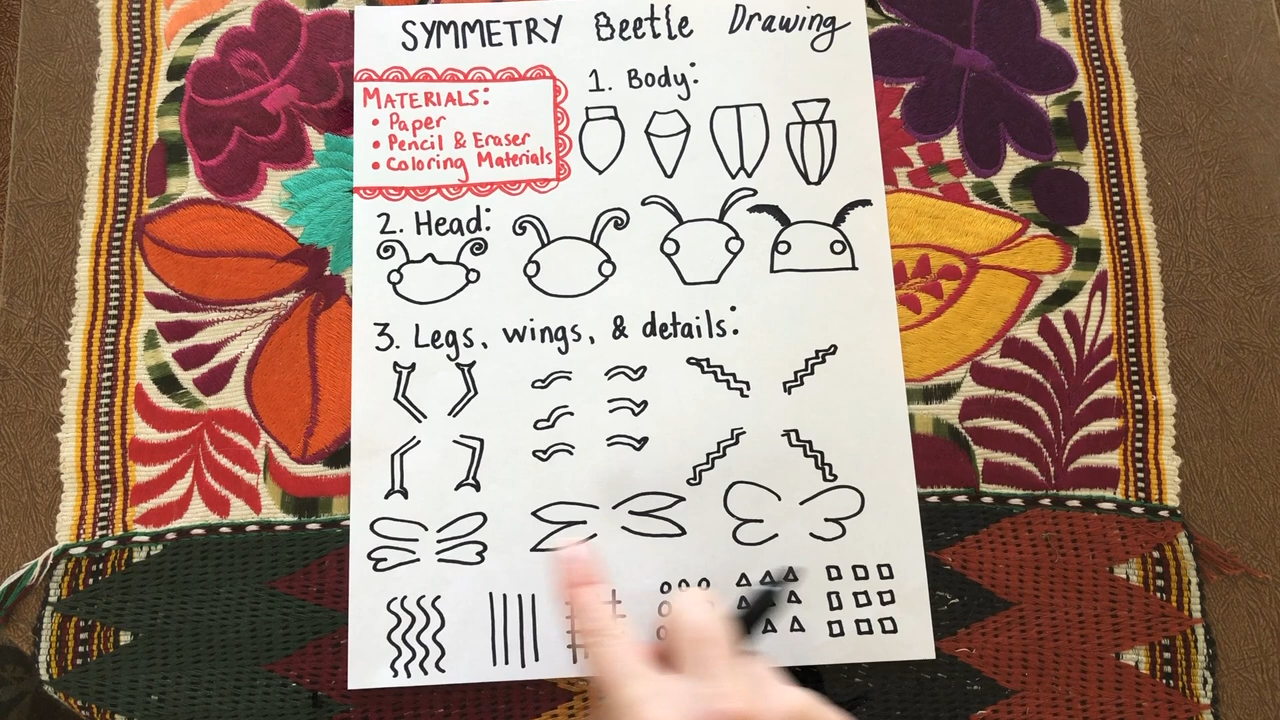 SYMMETRY Beetle Drawing
MATERIALS:
• Paper
• Pencil & Eraser
• Coloring Materials
1. Body:
2. Head:
3. Legs, wings, & details: